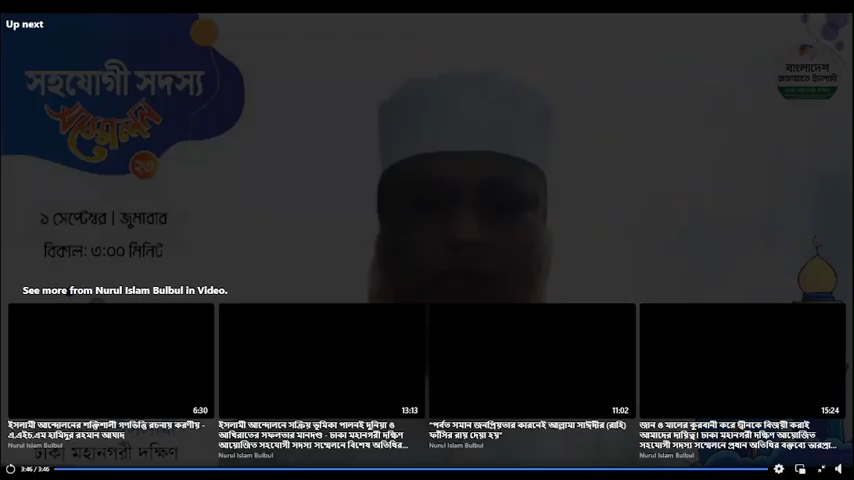 Up next
সহযোগী সদস্য
সম্মেলন
২৩
বাংলাদেশ
জামায়াতে ইসলামী
১ সেপ্টেম্বর | জুমাবার
বিকাল: ৩:০০ মিনিট
See more from Nurul Islam Bulbul in Video.
6:30
13:13
11:02
15:24
ইসলামী আন্দোলনের শক্তিশালী গণভিত্তি রচনায় করণীয় -
এ.এইচ.এম হামিদুর রহমান আযাদ
Nurul Islam Bulbul
ইসলামী আন্দোলনে সক্রিয় ভূমিকা পালনই দুনিয়া ও
আখিরাতের সফলতার মানদণ্ড - ঢাকা মহানগরী দক্ষিণ
আয়োজিত সহযোগী সদস্য সম্মেলনে বিশেষ অতিথির...
Nurul Islam Bulbul
"পর্বত সমান জনপ্রিয়তার কারনেই আল্লামা সাঈদীর (রাহি)
ফাঁসির রায় দেয়া হয়"
Nurul Islam Bulbul
জান ও মালের কুরবানী করে দ্বীনকে বিজয়ী করাই
আমাদের দায়িত্ব। ঢাকা মহানগরী দক্ষিণ আয়োজিত
সহযোগী সদস্য সম্মেলনে প্রধান অতিথির বক্তব্যে ভারপ্রা...
Nurul Islam Bulbul
ঢাকা মহানগরী দক্ষিণ
3:46 / 3:46